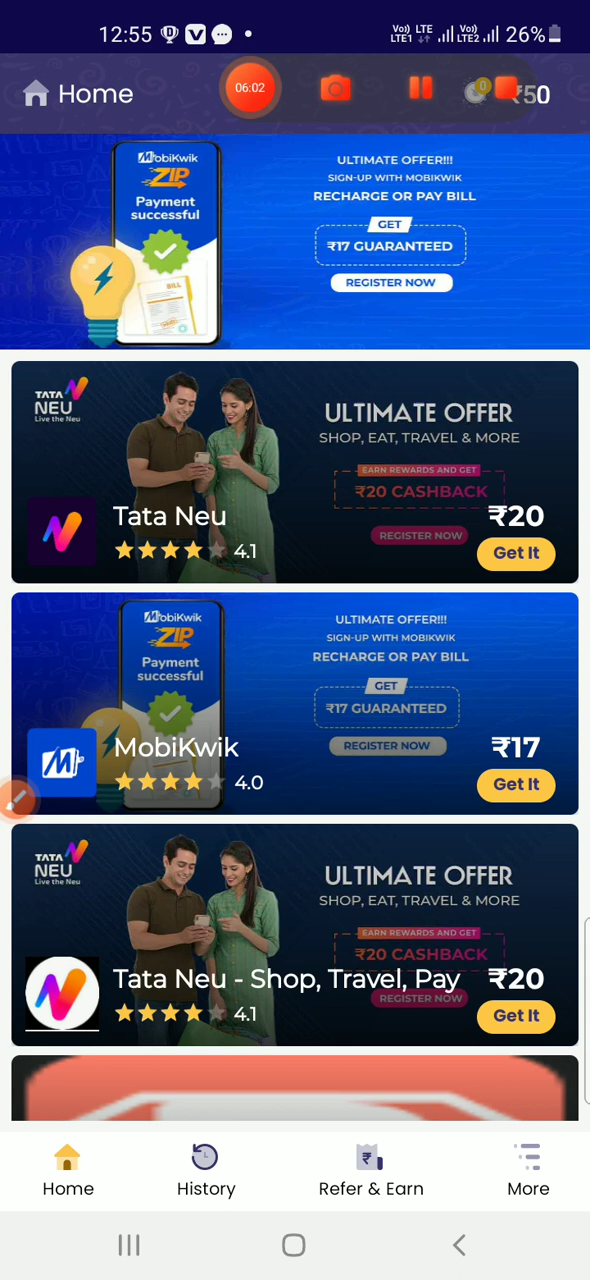 12:55
Vo)) LTE Vo))
LTE1 LTE2 26%
Home
06:02
0
₹50
MobiKwik
ZIP
Payment
successful
BILL
ULTIMATE OFFER!!!
SIGN-UP WITH MOBIKWIK
RECHARGE OR PAY BILL
GET
₹17 GUARANTEED
REGISTER NOW
TATA
NEU
Live the Neu
ULTIMATE OFFER
SHOP, EAT, TRAVEL & MORE
EARN REWARDS AND GET
₹20 CASHBACK
REGISTER NOW
Tata Neu
4.1
₹20
Get It
MobiKwik
ZIP
Payment
successful
ULTIMATE OFFER!!!
SIGN-UP WITH MOBIKWIK
RECHARGE OR PAY BILL
GET
₹17 GUARANTEED
REGISTER NOW
MobiKwik
4.0
₹17
Get It
TATA
NEU
Live the Neu
ULTIMATE OFFER
SHOP, EAT, TRAVEL & MORE
EARN REWARDS AND GET
₹20 CASHBACK
REGISTER NOW
Tata Neu - Shop, Travel, Pay
4.1
₹20
Get It
Home
History
Refer & Earn
More